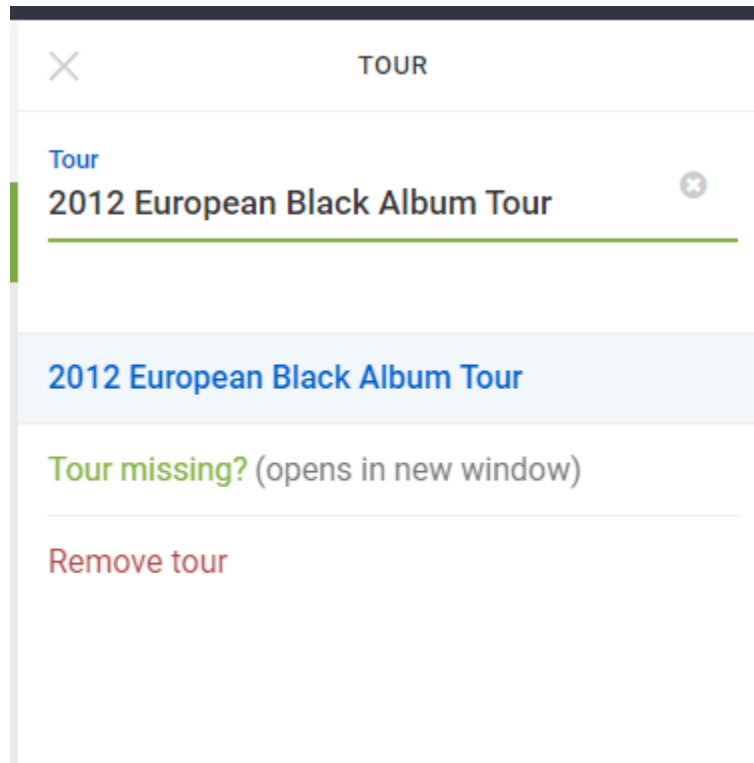 TOUR
Tour
2012 European Black Album Tour
2012 European Black Album Tour
Tour missing? (opens in new window)
Remove tour